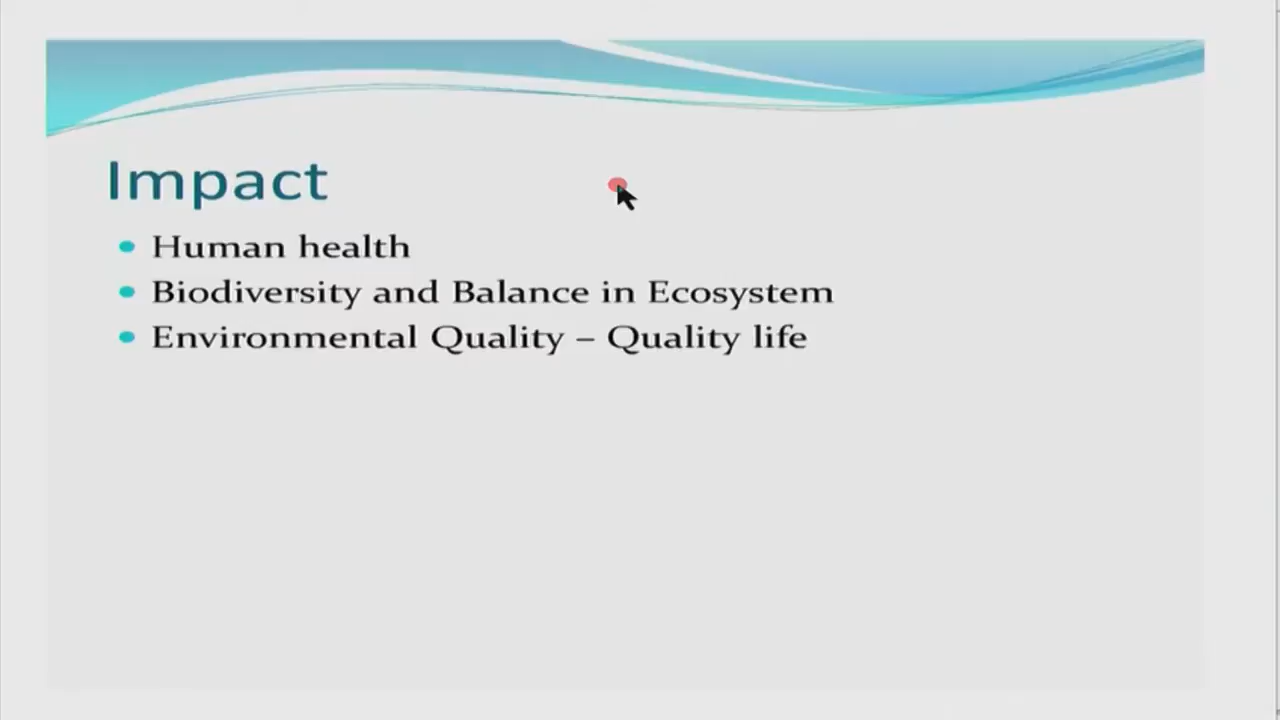 Impact
Human health
Biodiversity and Balance in Ecosystem
Environmental Quality – Quality life